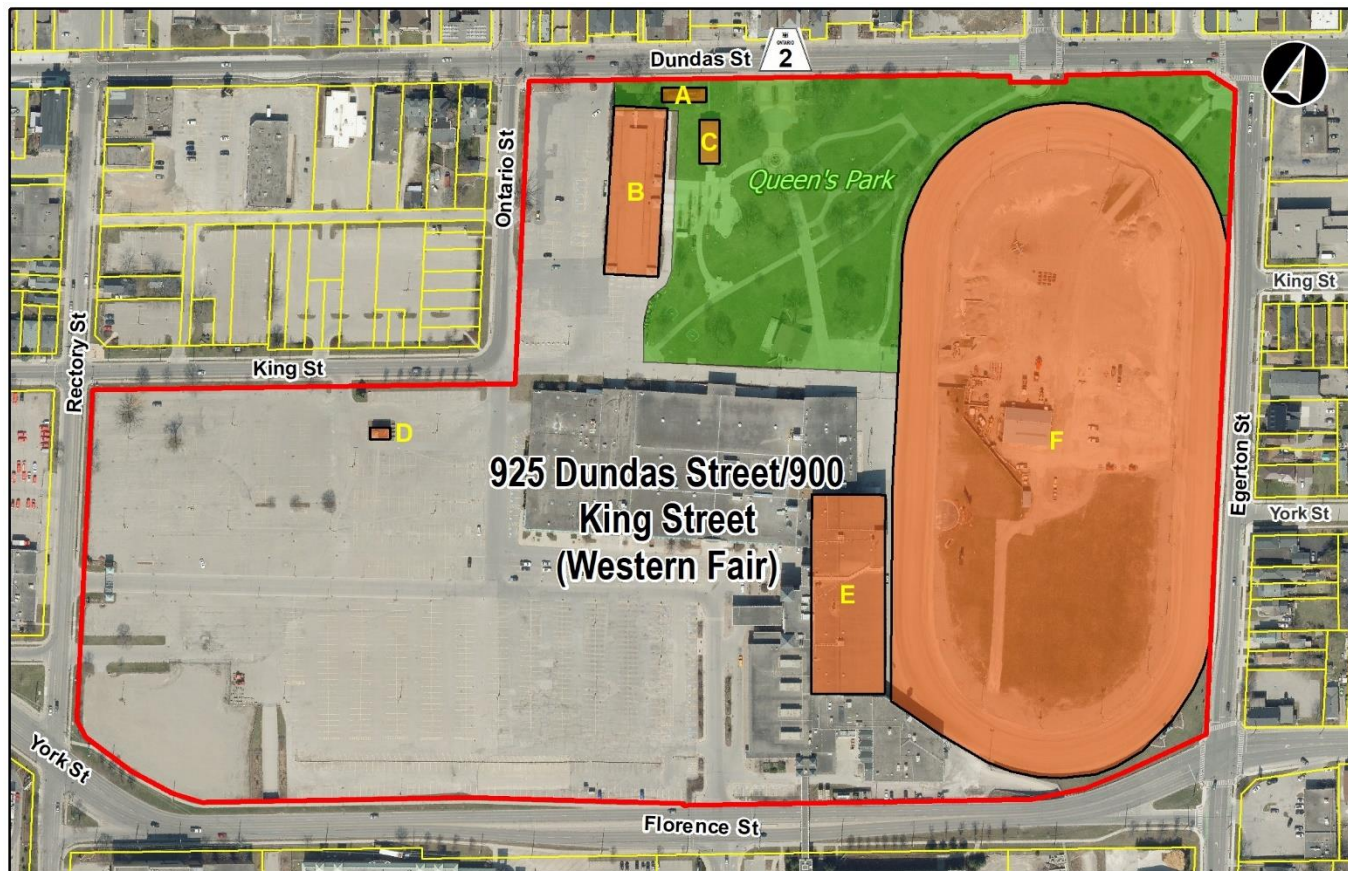 Dundas St
ONTARIO
2
A
C
B
Queen's Park
Ontario St
King St
King St
Rectory St
D
F
925 Dundas Street/900
King Street
(Western Fair)
Egerton St
York St
E
York St
Florence St